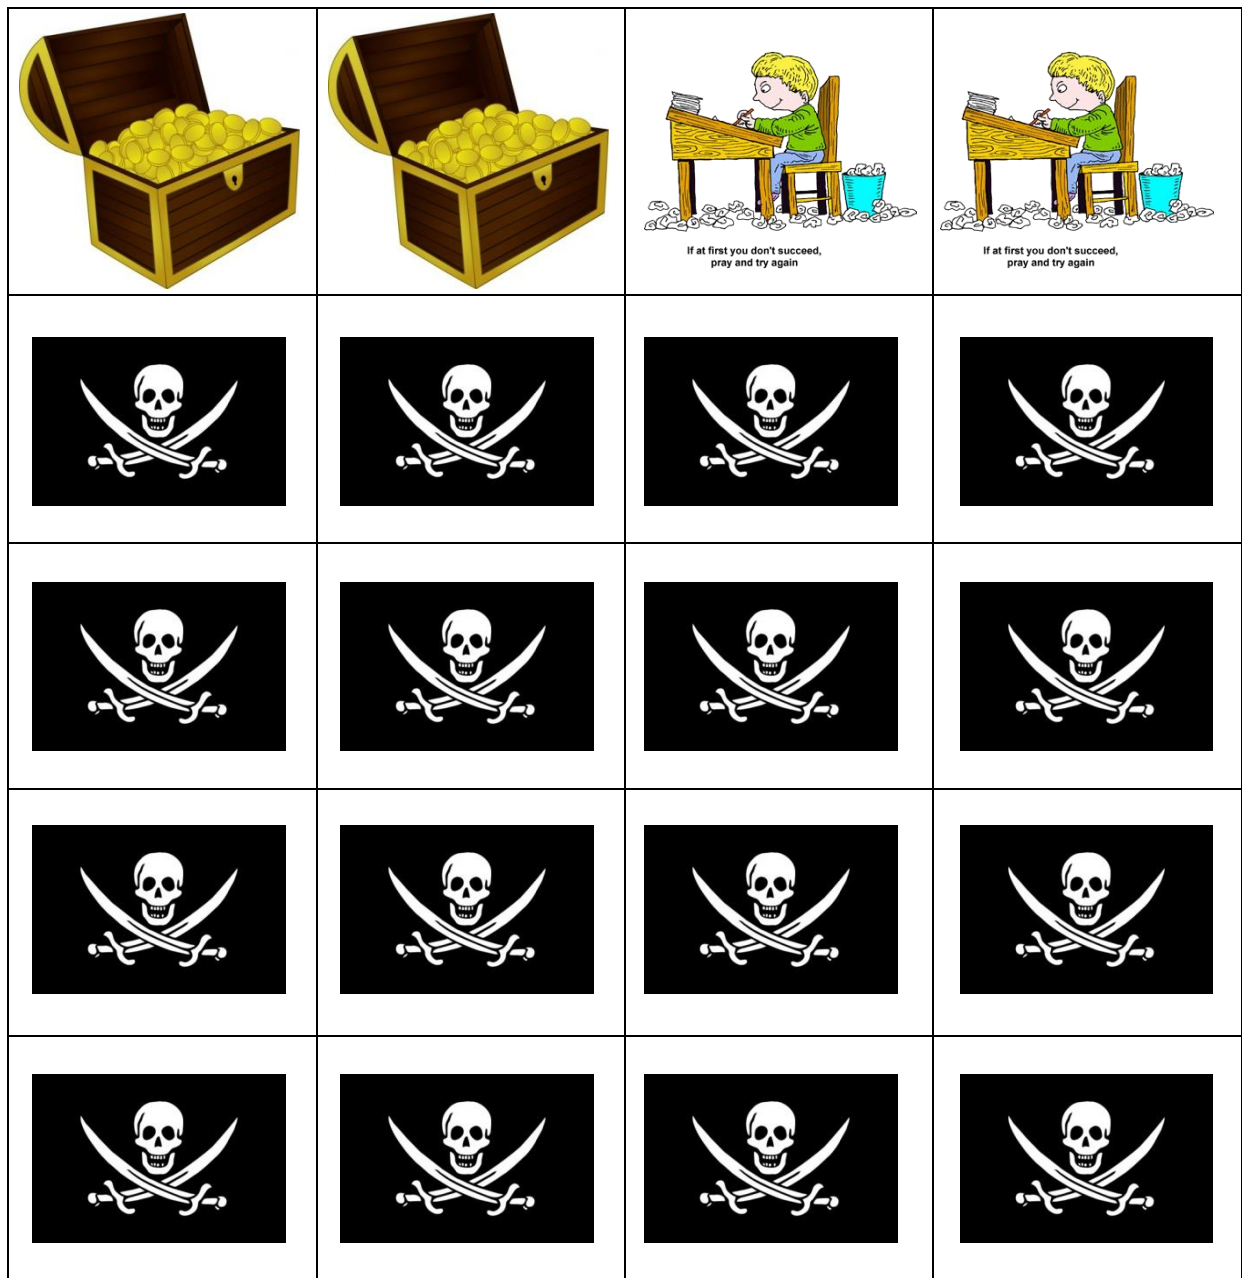 If at first you don't succeed,
pray and try again
If at first you don't succeed,
pray and try again